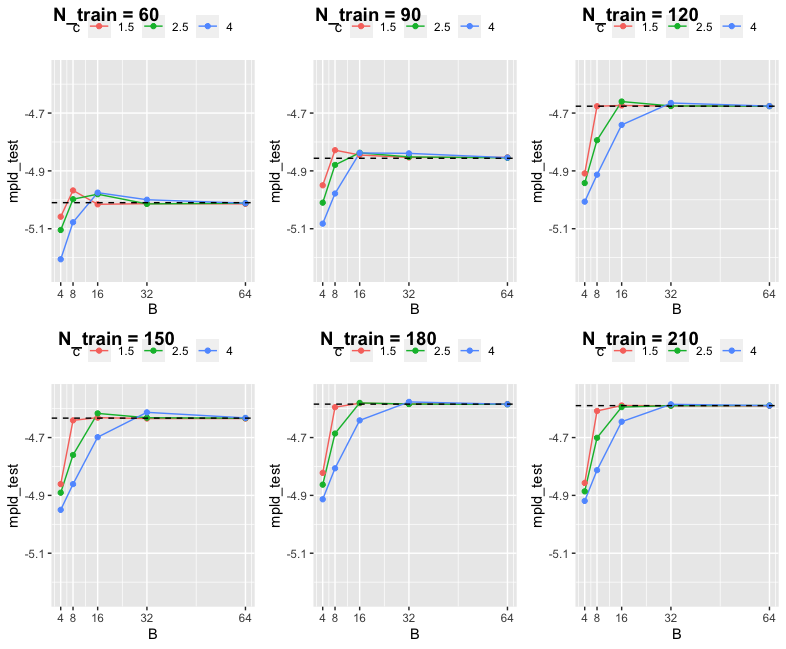 N_train = 60
c 1.5 2.5 4
-4.7
-4.9
-5.1
mpld_test
4 8 16 32 64
B
N_train = 90
c 1.5 2.5 4
-4.7
-4.9
-5.1
mpld_test
4 8 16 32 64
B
N_train = 120
c 1.5 2.5 4
-4.7
-4.9
-5.1
mpld_test
4 8 16 32 64
B
N_train = 150
c 1.5 2.5 4
-4.7
-4.9
-5.1
mpld_test
4 8 16 32 64
B
N_train = 180
c 1.5 2.5 4
-4.7
-4.9
-5.1
mpld_test
4 8 16 32 64
B
N_train = 210
c 1.5 2.5 4
-4.7
-4.9
-5.1
mpld_test
4 8 16 32 64
B